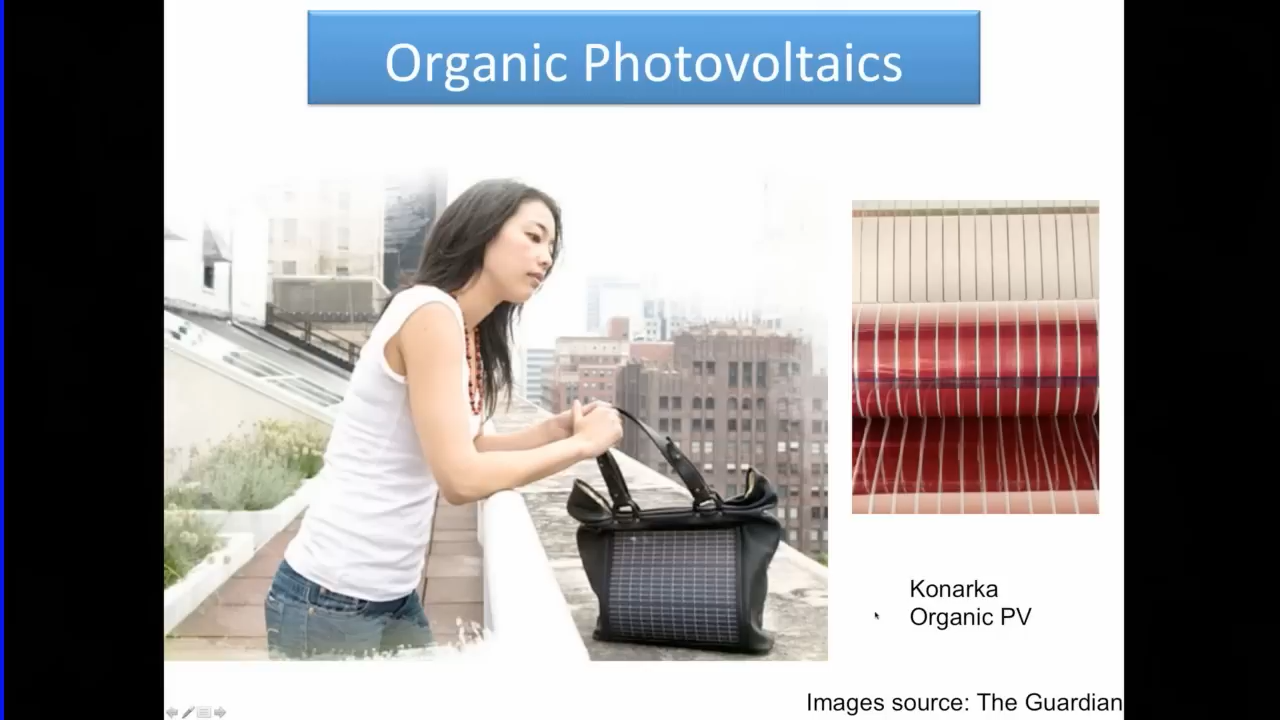 Organic Photovoltaics
Konarka
Organic PV
Images source: The Guardian